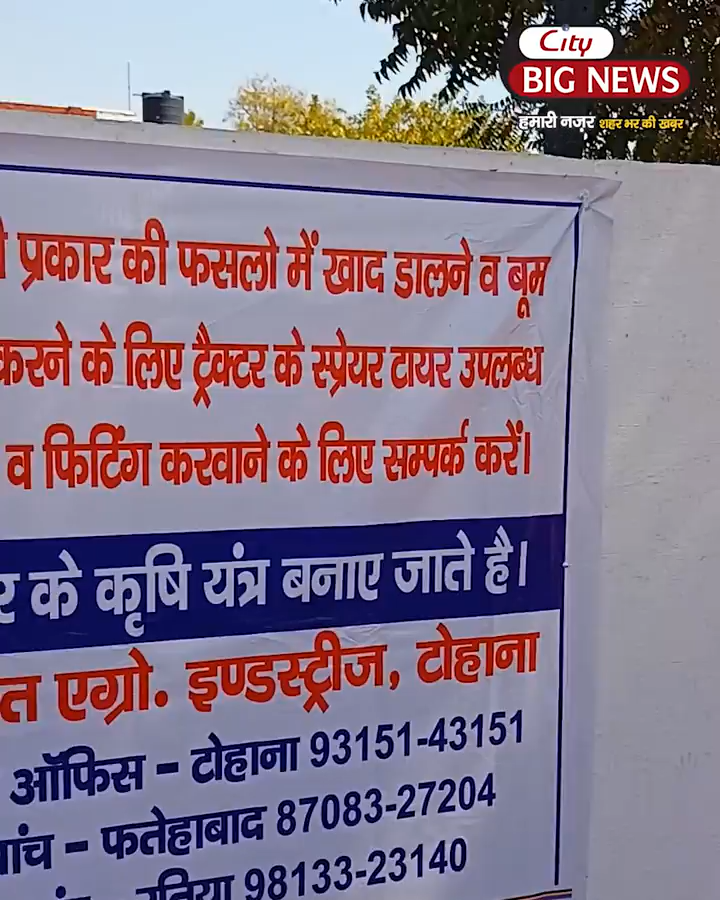 City
BIG NEWS
हमारी नज़र शहर भर की खबर
प्रकार की फसलो में खाद डालने व बूम
करने के लिए ट्रैक्टर के स्प्रेयर टायर उपलब्ध
व फिटिंग करवाने के लिए सम्पर्क करें।
के कृषि यंत्र बनाए जाते है।
एग्रो. इण्डस्ट्रीज, टोहाना
ऑफिस - टोहाना 93151-43151
- फतेहाबाद 87083-27204
98133-23140